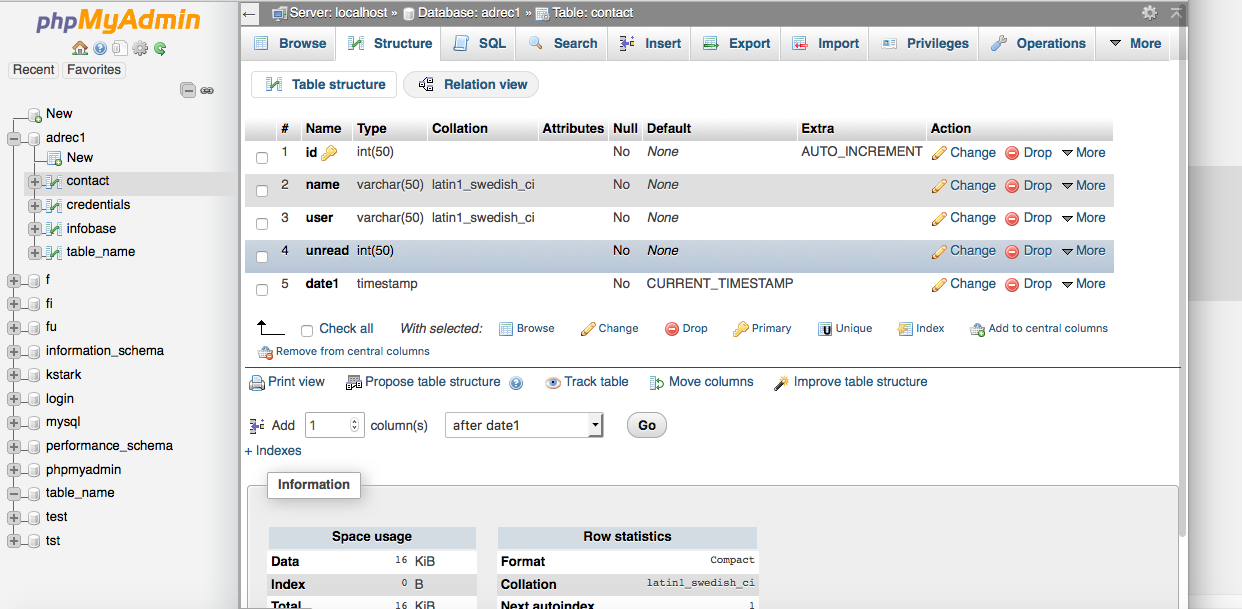 phpMyAdmin
Recent Favorites
New
adrec1
New
contact
credentials
infobase
table_name
f
fi
fu
information_schema
kstark
login
mysql
performance_schema
phpmyadmin
table_name
test
tst
Server: localhost » Database: adrec1 » Table: contact
Browse Structure SQL Search Insert Export Import Privileges Operations More
Table structure Relation view
# Name Type Collation Attributes Null Default Extra Action
1 id int(50) No None AUTO_INCREMENT Change Drop More
2 name varchar(50) latin1_swedish_ci No None Change Drop More
3 user varchar(50) latin1_swedish_ci No None Change Drop More
4 unread int(50) No None Change Drop More
5 date1 timestamp No CURRENT_TIMESTAMP Change Drop More
Check all With selected: Browse Change Drop Primary Unique Index Add to central columns
Remove from central columns
Print view Propose table structure Track table Move columns Improve table structure
Add 1 column(s) after date1 Go
+ Indexes
Information
Space usage
Data 16 KiB
Index 0 B
Total 16 KiB
Row statistics
Format Compact
Collation latin1_swedish_ci
Next autoindex 1